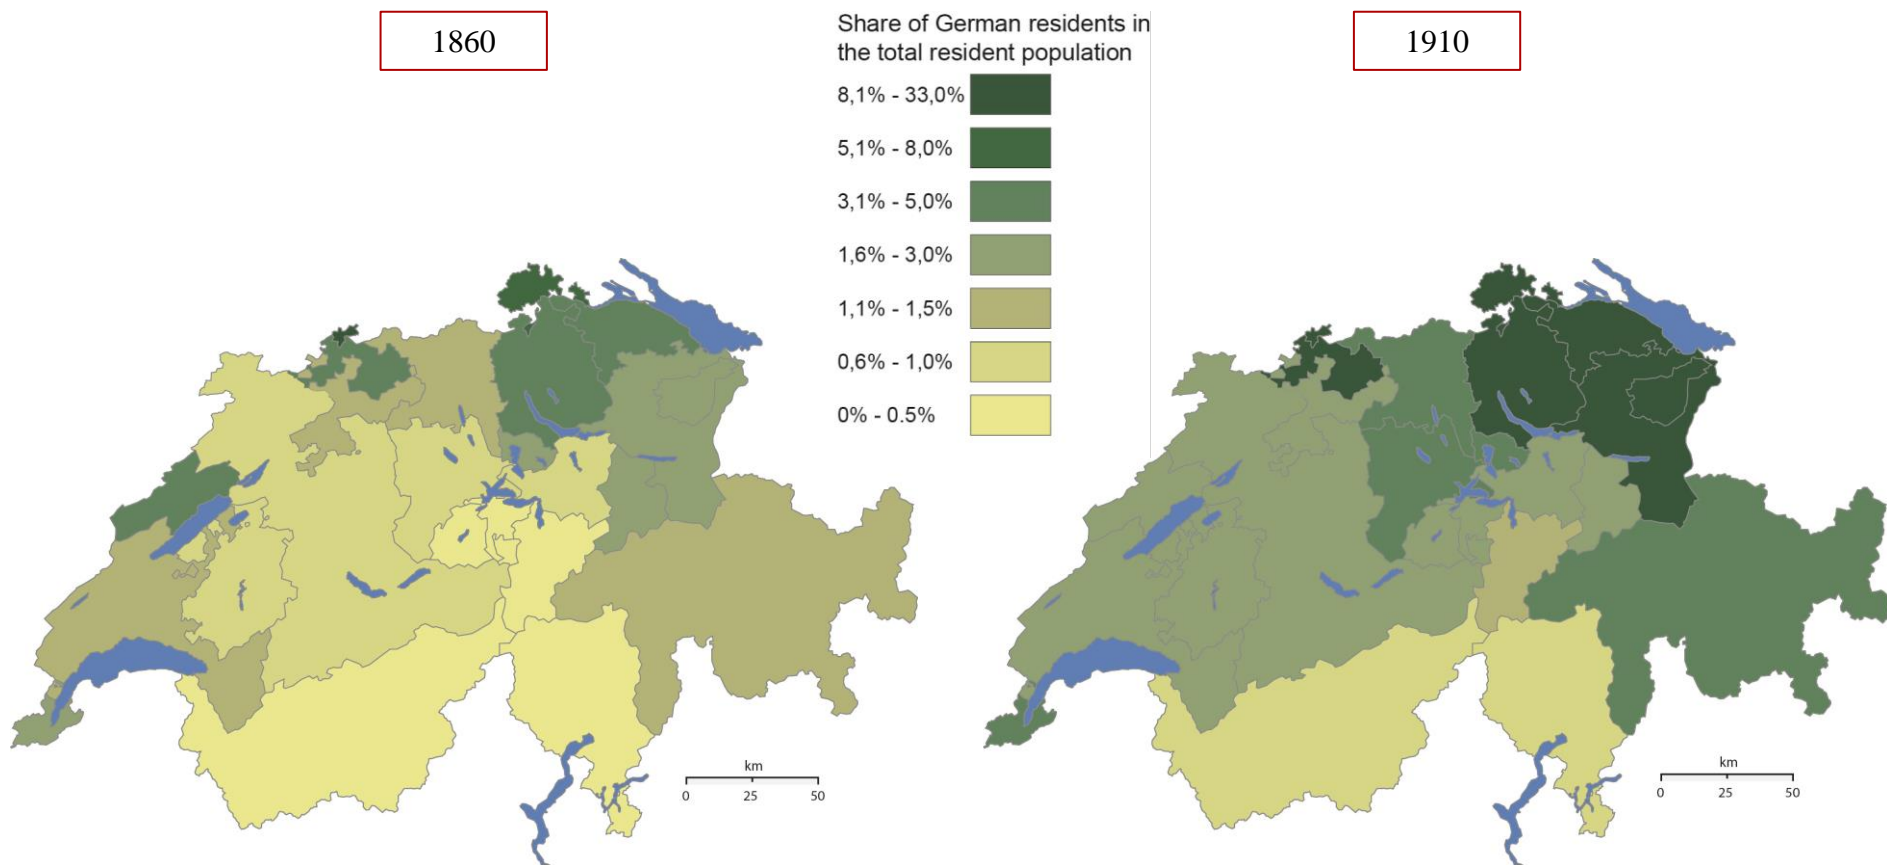 1860
Share of German residents in
the total resident population
8,1% - 33,0%
5,1% - 8,0%
3,1% - 5,0%
1,6% - 3,0%
1,1% - 1,5%
0,6% - 1,0%
0% - 0.5%
1910
km
0 25 50
km
0 25 50